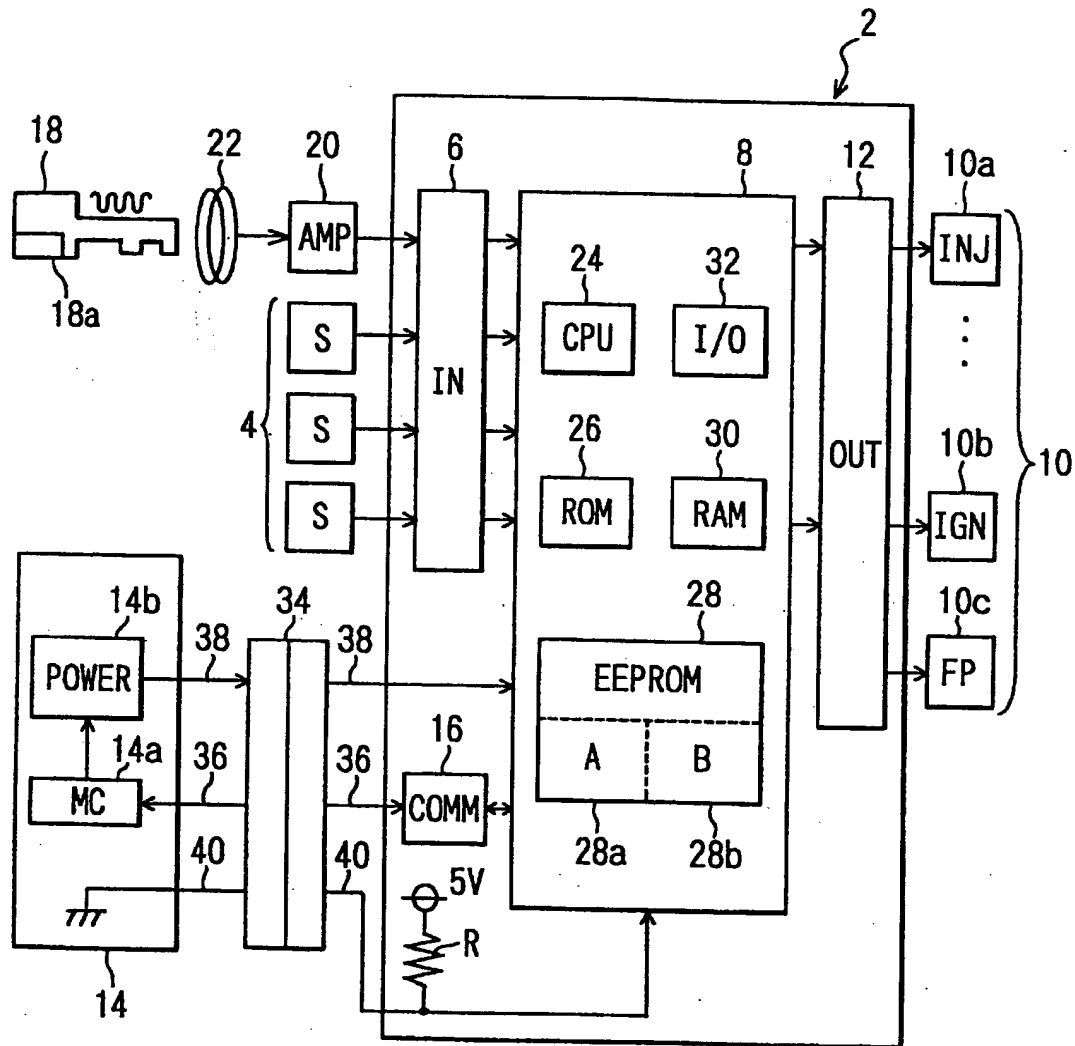 2
18
22
20
6
8
12
10a
AMP
INJ
18a
24
32
CPU
I/O
S
IN
4
S
26
30
OUT
10b
10
ROM
RAM
IGN
S
14b
34
28
10c
38
38
POWER
EEPROM
FP
14a
36
36
16
A
B
MC
COMM
40
40
28a
28b
5V
R
14